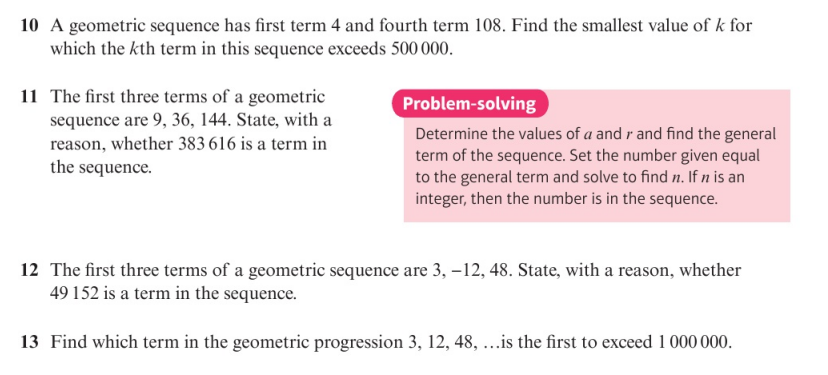 10 A geometric sequence has first term 4 and fourth term 108. Find the smallest value of k for
which the kth term in this sequence exceeds 500 000.
11 The first three terms of a geometric
sequence are 9, 36, 144. State, with a
reason, whether 383 616 is a term in
the sequence.
Problem-solving
Determine the values of a and r and find the general
term of the sequence. Set the number given equal
to the general term and solve to find n. If n is an
integer, then the number is in the sequence.
12 The first three terms of a geometric sequence are 3, −12, 48. State, with a reason, whether
49 152 is a term in the sequence.
13 Find which term in the geometric progression 3, 12, 48, …is the first to exceed 1 000 000.